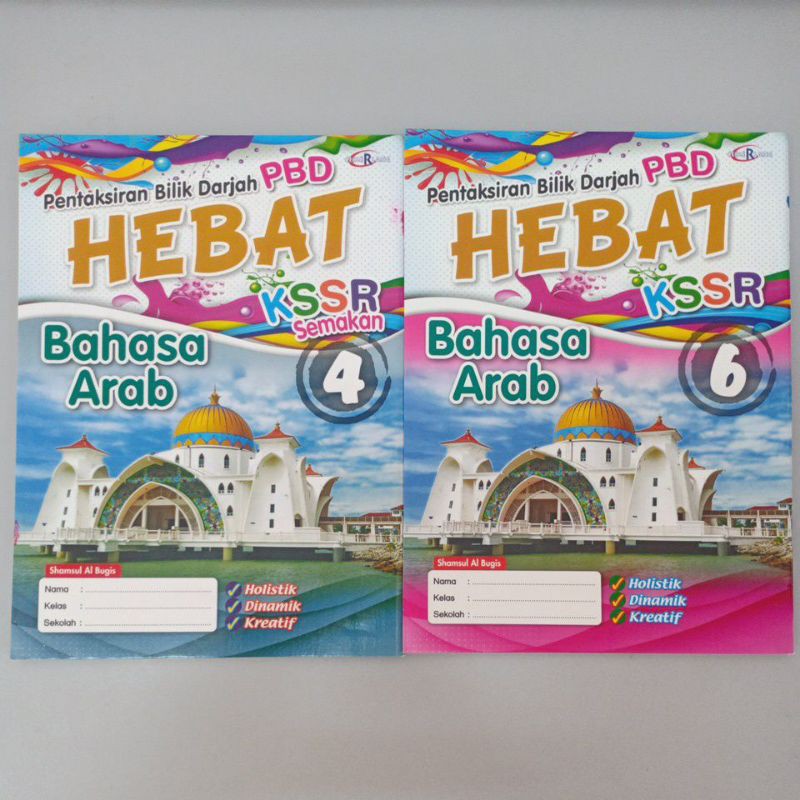 Pentaksiran Bilik Darjah PBD
HEBAT
KSSR
Semakan
Bahasa
Arab
4
Shamsul Al Bugis
Nama :
Kelas :
Sekolah :
Holistik
Dinamik
Kreatif
Pentaksiran Bilik Darjah PBD
HEBAT
KSSR
Bahasa
Arab
6
Shamsul Al Bugis
Nama :
Kelas :
Sekolah :
Holistik
Dinamik
Kreatif